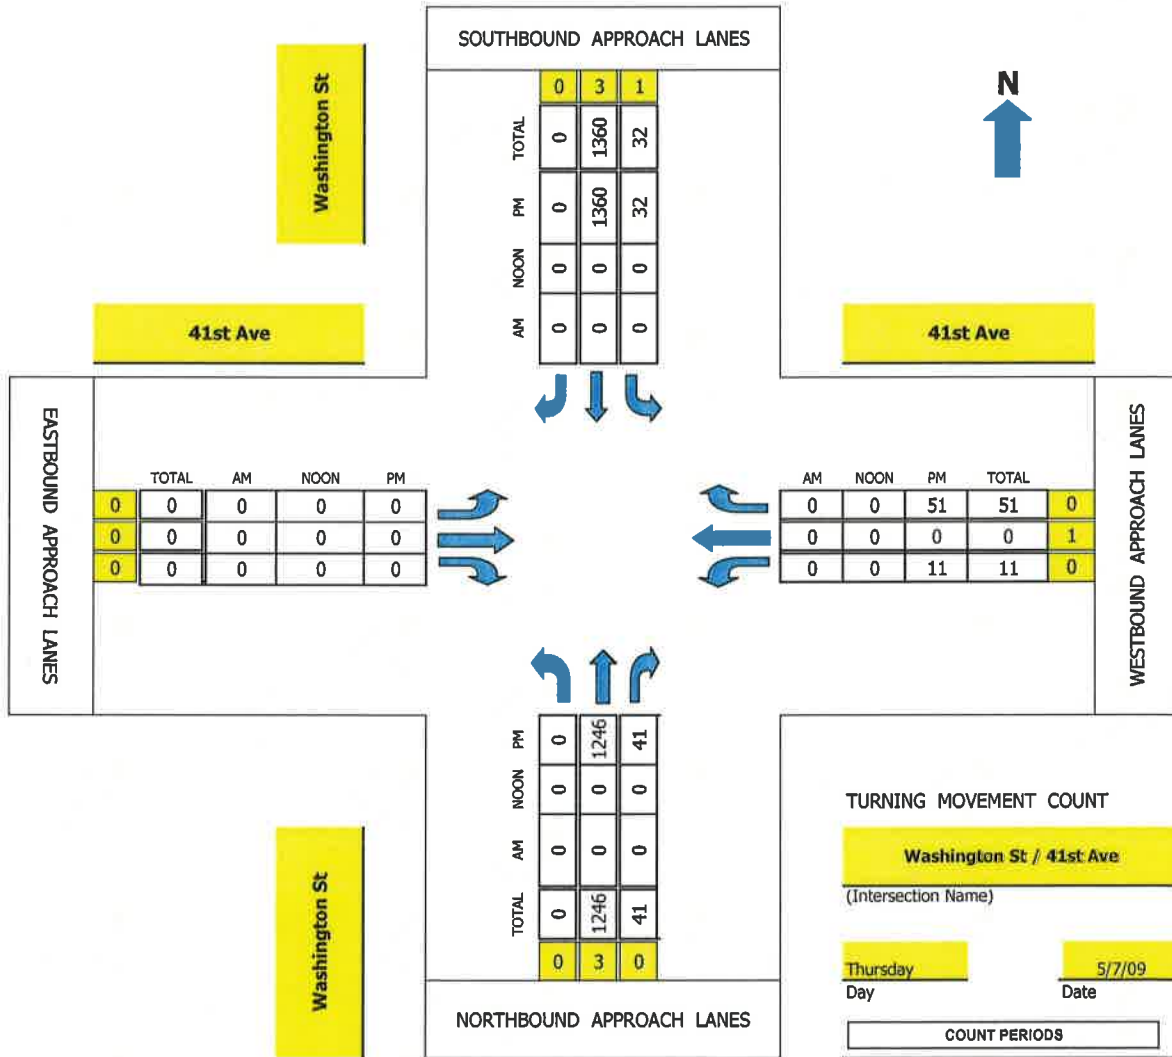 SOUTHBOUND APPROACH LANES
Washington St
N
0 3 1
TOTAL 0 1360 32
PM 0 1360 32
NOON 0 0 0
AM 0 0 0
41st Ave
41st Ave
EASTBOUND APPROACH LANES
TOTAL AM NOON PM
0 0 0 0 0
0 0 0 0 0
0 0 0 0 0
AM NOON PM TOTAL
0 0 51 51 0
0 0 0 0 1
0 0 11 11 0
WESTBOUND APPROACH LANES
PM 0 1246 41
NOON 0 0 0
AM 0 0 0
TOTAL 0 1246 41
0 3 0
NORTHBOUND APPROACH LANES
Washington St
TURNING MOVEMENT COUNT
Washington St / 41st Ave
(Intersection Name)
Thursday 5/7/09
Day Date
COUNT PERIODS